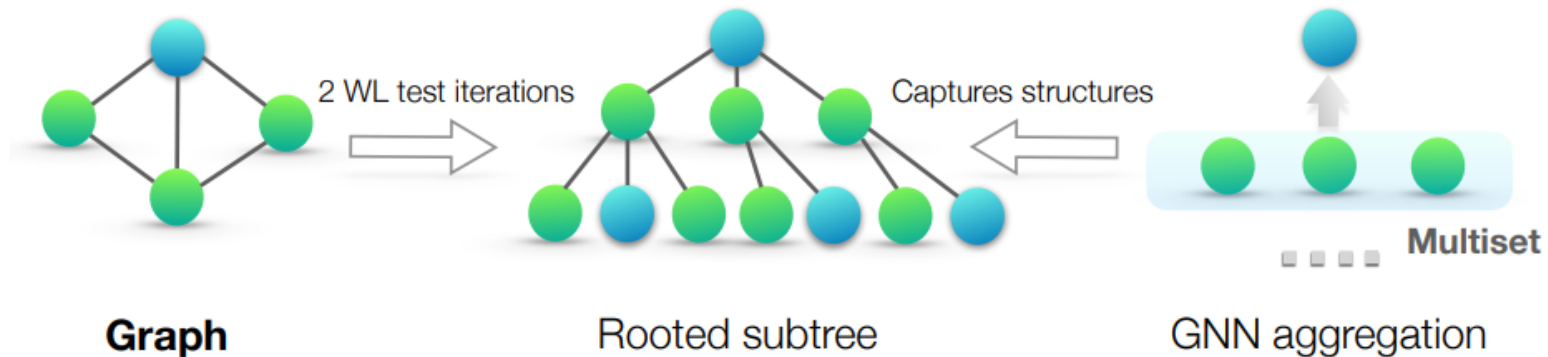 2 WL test iterations
Captures structures
Multiset
Graph
Rooted subtree
GNN aggregation